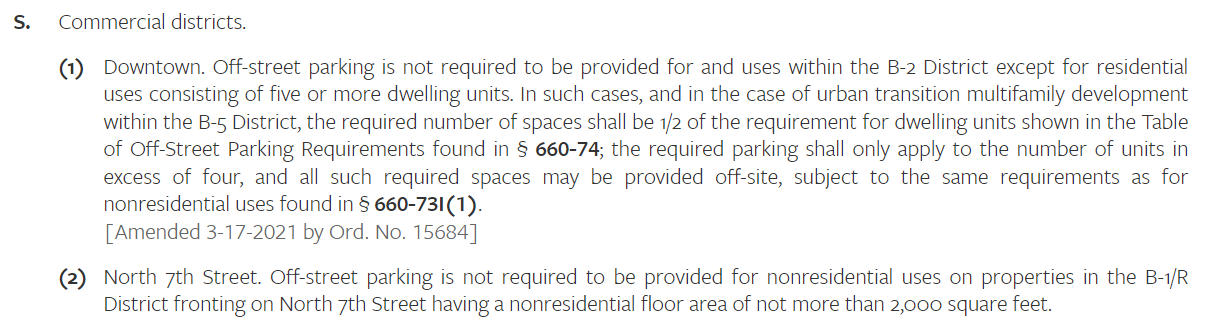 S. Commercial districts.
(1) Downtown. Off-street parking is not required to be provided for and uses within the B-2 District except for residential
uses consisting of five or more dwelling units. In such cases, and in the case of urban transition multifamily development
within the B-5 District, the required number of spaces shall be 1/2 of the requirement for dwelling units shown in the Table
of Off-Street Parking Requirements found in § 660-74; the required parking shall only apply to the number of units in
excess of four, and all such required spaces may be provided off-site, subject to the same requirements as for
nonresidential uses found in § 660-73I(1).
[Amended 3-17-2021 by Ord. No. 15684]
(2) North 7th Street. Off-street parking is not required to be provided for nonresidential uses on properties in the B-1/R
District fronting on North 7th Street having a nonresidential floor area of not more than 2,000 square feet.